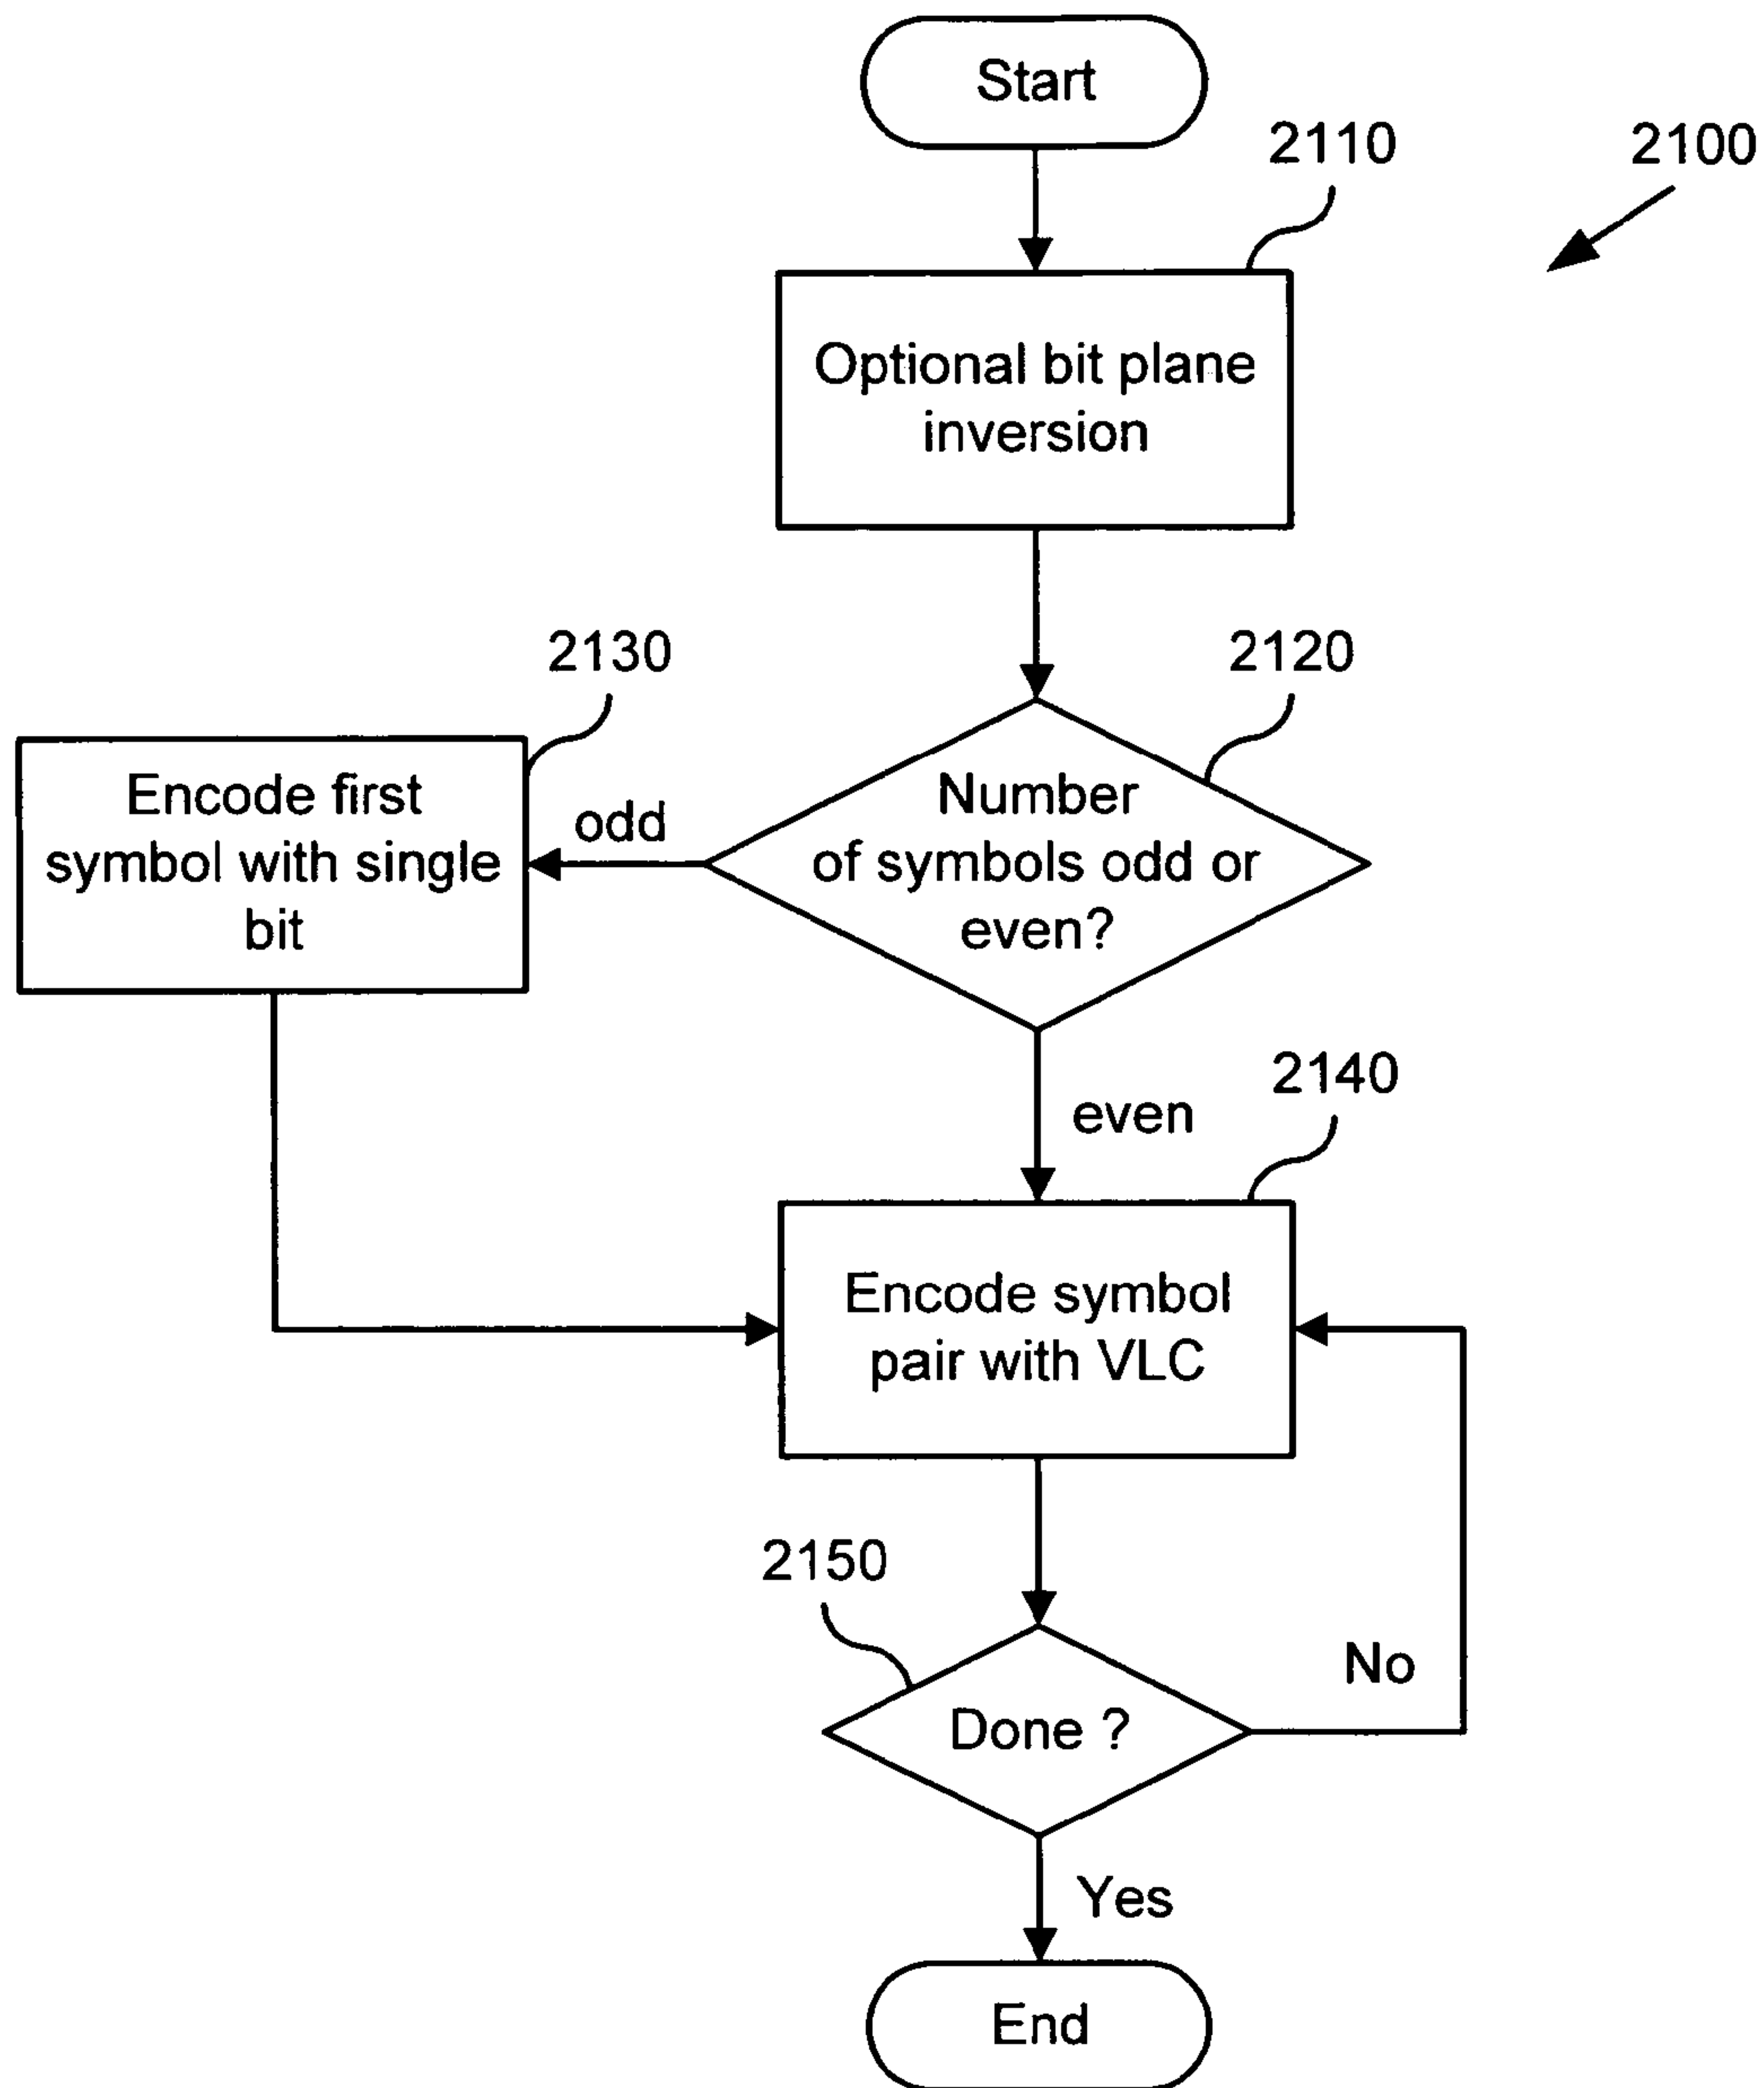 Start
2110
2100
Optional bit plane
inversion
2130
2120
Encode first
symbol with single
bit
odd
Number
of symbols odd or
even?
even
2140
Encode symbol
pair with VLC
2150
Done ?
No
Yes
End